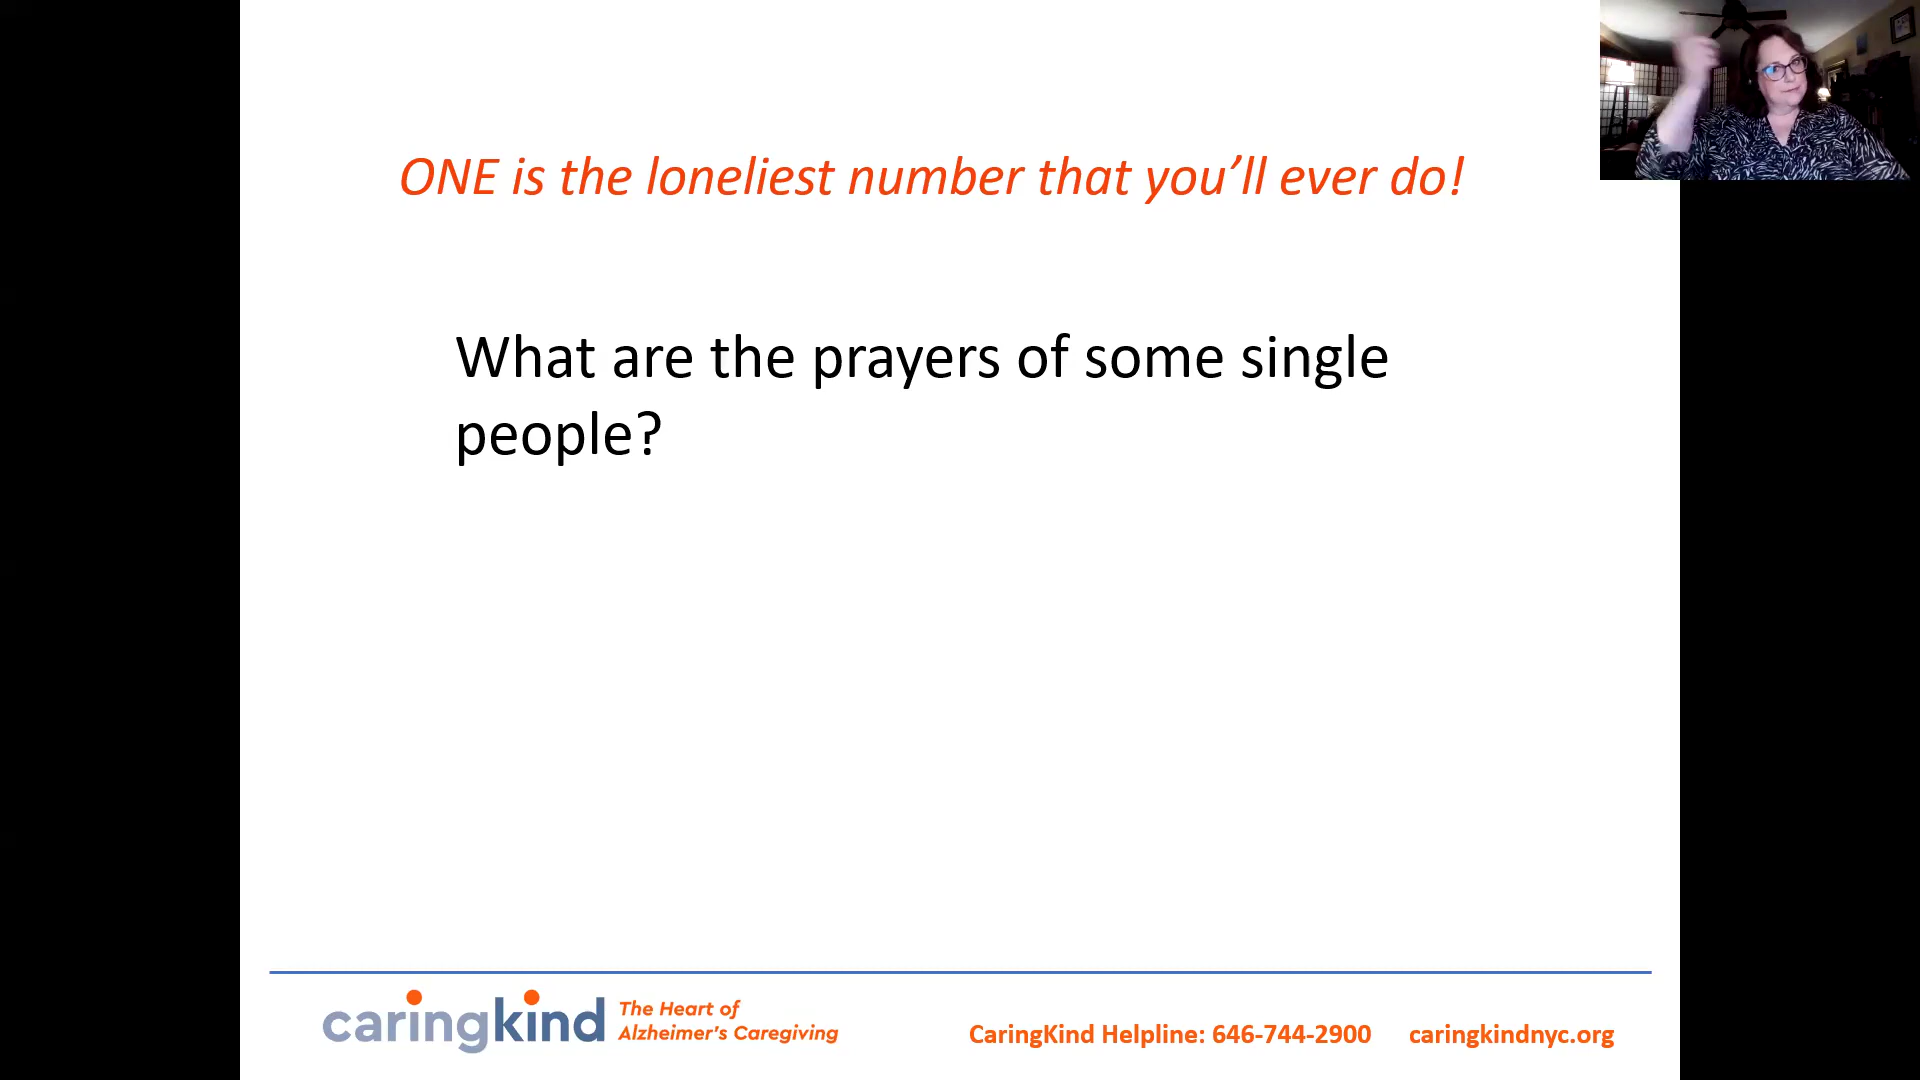 ONE is the loneliest number that you’ll ever do!
What are the prayers of some single
people?
caringkind
The Heart of
Alzheimer’s Caregiving
CaringKind Helpline: 646-744-2900 caringkindnyc.org